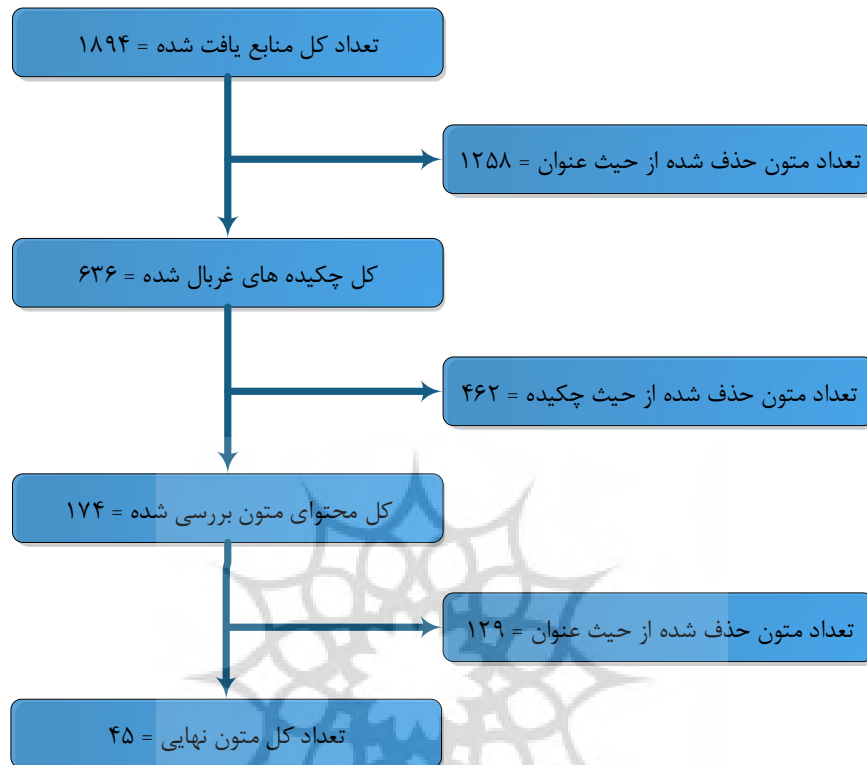 تعداد کل منابع یافت شده = ۱۸۹۴
تعداد متون حذف شده از حیث عنوان = ۱۲۵۸
کل چکیده های غربال شده = ۶۳۶
تعداد متون حذف شده از حیث چکیده = ۴۶۲
کل محتوای متون بررسی شده = ۱۷۴
تعداد متون حذف شده از حیث عنوان = ۱۲۹
تعداد کل متون نهایی = ۴۵